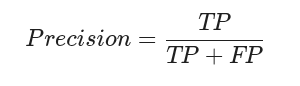 Precision = TP / (TP + FP)